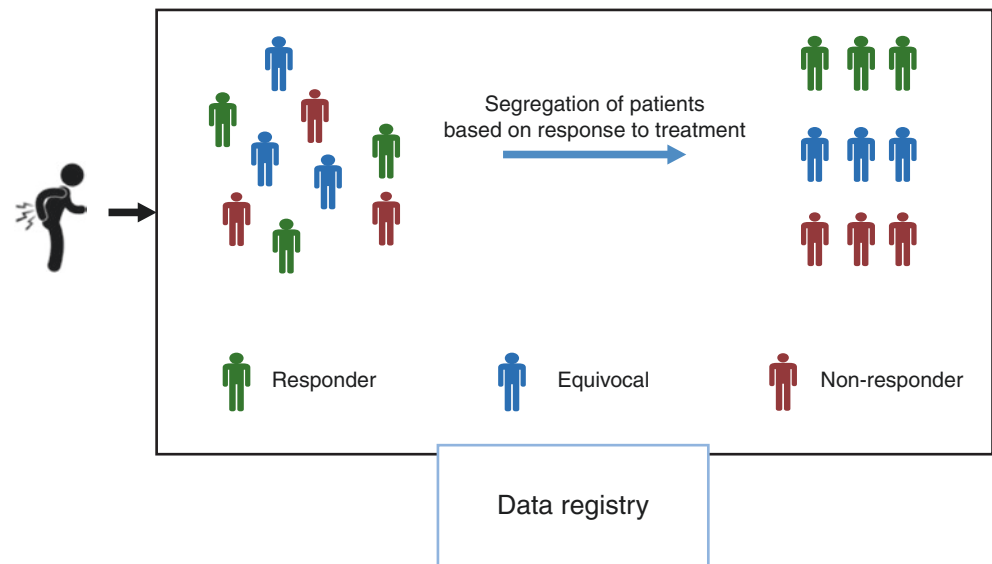 Segregation of patients
based on response to treatment
Responder
Equivocal
Non-responder
Data registry